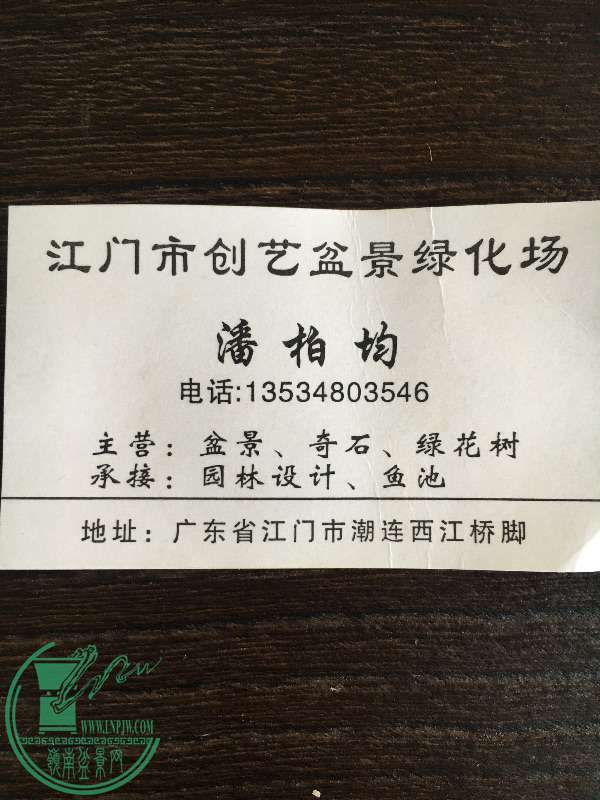 江门市创艺盆景绿化场
潘柏均
电话:13534803546
主营：盆景、奇石、绿花树
承接：园林设计、鱼池
地址：广东省江门市潮连西江桥脚
WWW.LNPJW.COM
岭南盆景网